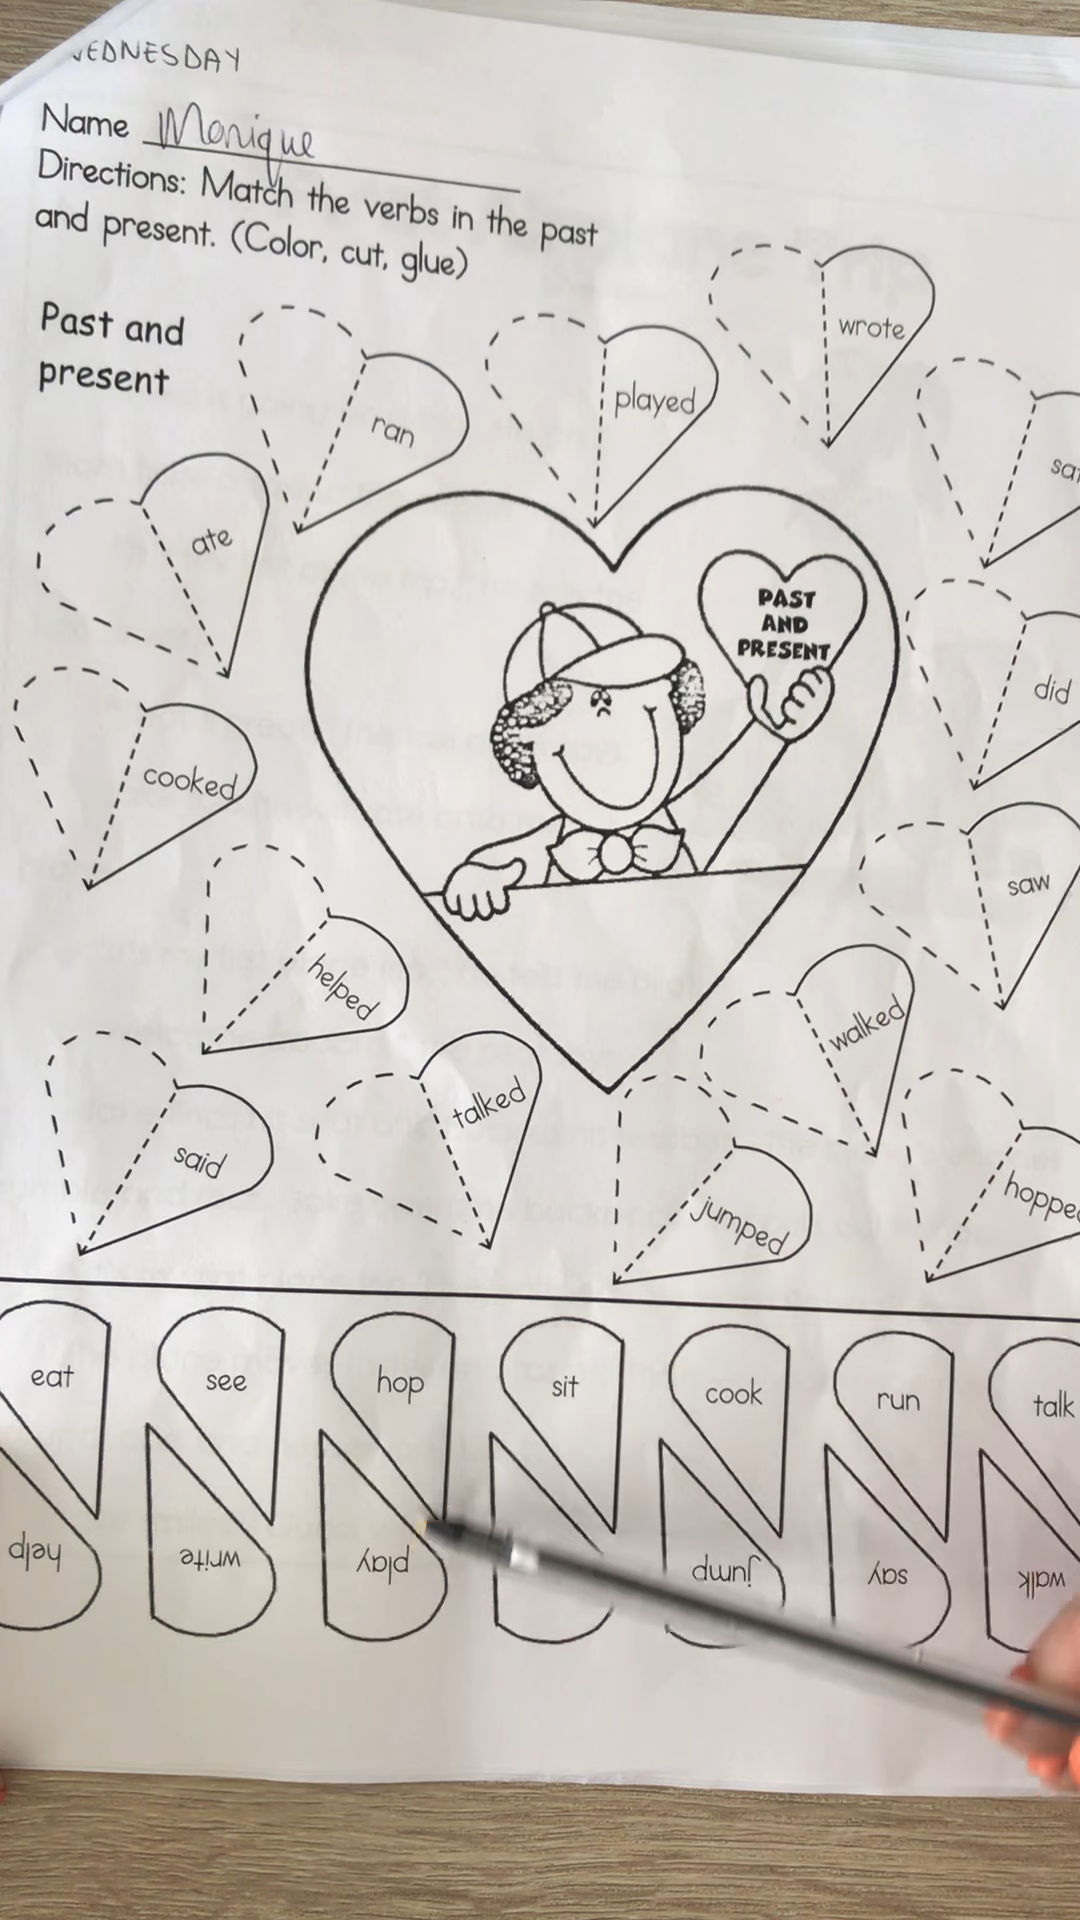 WEDNESDAY
Name Monique
Directions: Match the verbs in the past
and present. (Color, cut, glue)
Past and
present
wrote
played
ran
ate
cooked
helped
said
talked
jumped
walked
saw
did
PAST
AND
PRESENT
hopped
eat see hop sit cook run talk
help write play jump say walk